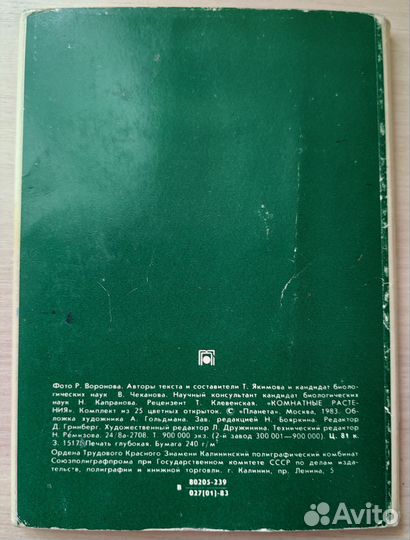 Фото Р. Воронова. Авторы текста и составители Т. Якимова и кандидат биоло-
гических наук В. Чеканова. Научный консультант кандидат биологических
наук Н. Капранова. Рецензент Т. Клевенская. «КОМНАТНЫЕ РАСТЕ-
НИЯ». Комплект из 25 цветных открыток. © «Планета». Москва, 1983. Об-
ложка художника А. Гольдмана. Зав. редакцией Н. Бояркина. Редактор
Д. Гринберг. Художественный редактор Л. Дружинина. Технический редактор
Н. Ремизова. 24/8а-2708. Т. 900 000 экз. (2-й завод 300 001—900 000). Ц. 81 к.
З. 1517. Печать глубокая. Бумага 240 г/м²
Ордена Трудового Красного Знамени Калининский полиграфический комбинат
Союзполиграфпрома при Государственном комитете СССР по делам изда-
тельств, полиграфии и книжной торговли. г. Калинин, пр. Ленина, 5
80205-239
В
027[01]-83
Avito